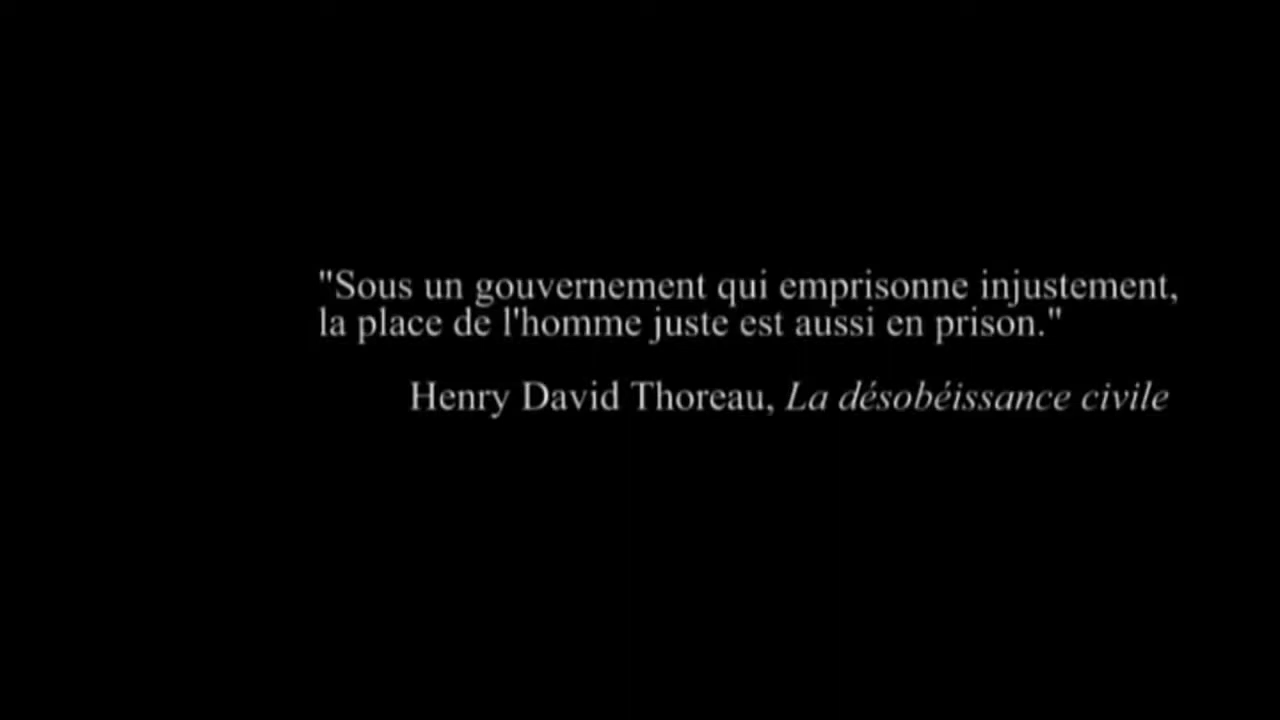 "Sous un gouvernement qui emprisonne injustement,
la place de l'homme juste est aussi en prison."
Henry David Thoreau, La désobéissance civile